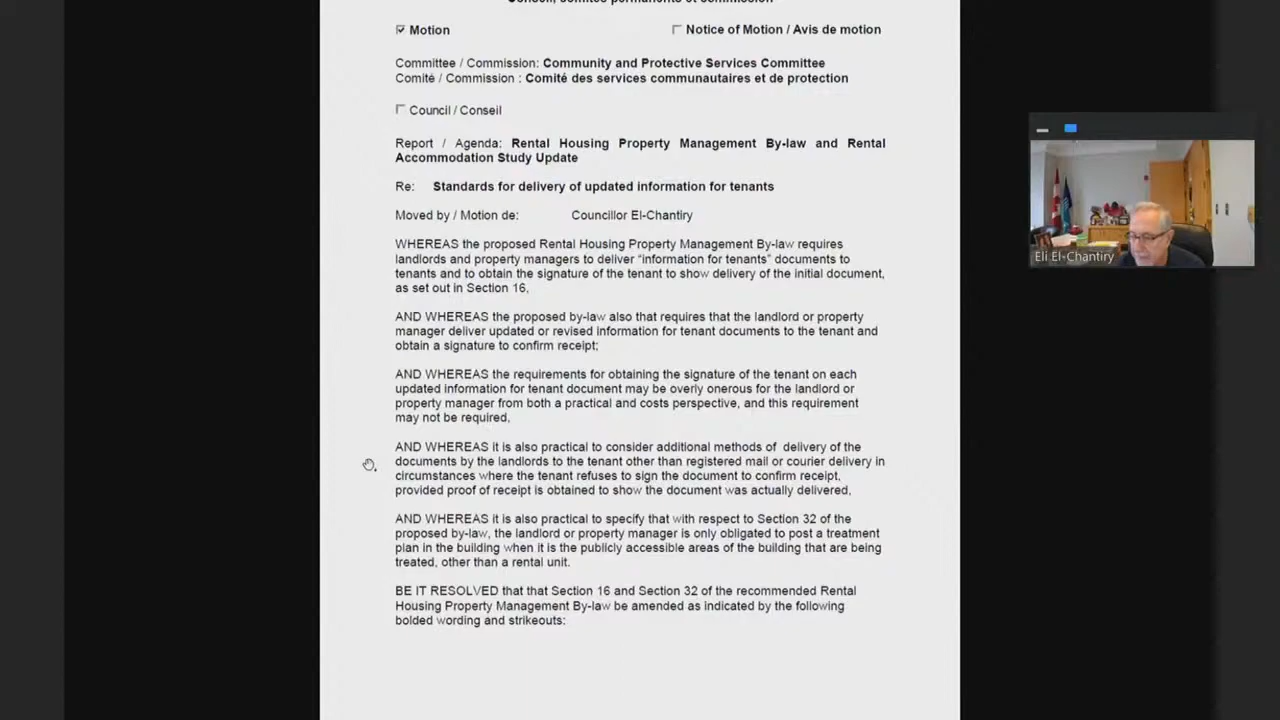 Conseil, comités permanents et commission
Motion
Notice of Motion / Avis de motion
Committee / Commission: Community and Protective Services Committee
Comité / Commission : Comité des services communautaires et de protection
Council / Conseil
Report / Agenda: Rental Housing Property Management By-law and Rental
Accommodation Study Update
Re: Standards for delivery of updated information for tenants
Moved by / Motion de: Councillor El-Chantiry
WHEREAS the proposed Rental Housing Property Management By-law requires
landlords and property managers to deliver “information for tenants” documents to
tenants and to obtain the signature of the tenant to show delivery of the initial document,
as set out in Section 16,
AND WHEREAS the proposed by-law also that requires that the landlord or property
manager deliver updated or revised information for tenant documents to the tenant and
obtain a signature to confirm receipt;
AND WHEREAS the requirements for obtaining the signature of the tenant on each
updated information for tenant document may be overly onerous for the landlord or
property manager from both a practical and costs perspective, and this requirement
may not be required,
AND WHEREAS it is also practical to consider additional methods of delivery of the
documents by the landlords to the tenant other than registered mail or courier delivery in
circumstances where the tenant refuses to sign the document to confirm receipt,
provided proof of receipt is obtained to show the document was actually delivered,
AND WHEREAS it is also practical to specify that with respect to Section 32 of the
proposed by-law, the landlord or property manager is only obligated to post a treatment
plan in the building when it is the publicly accessible areas of the building that are being
treated, other than a rental unit.
BE IT RESOLVED that that Section 16 and Section 32 of the recommended Rental
Housing Property Management By-law be amended as indicated by the following
bolded wording and strikeouts:
Eli El-Chantiry